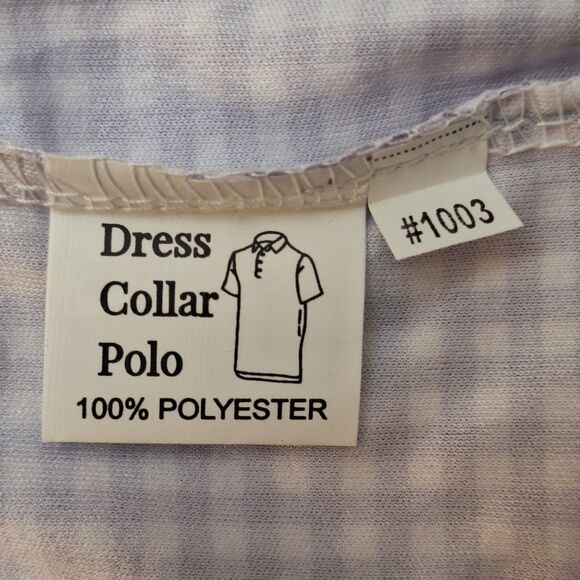 Dress
Collar
Polo
100% POLYESTER
#1003